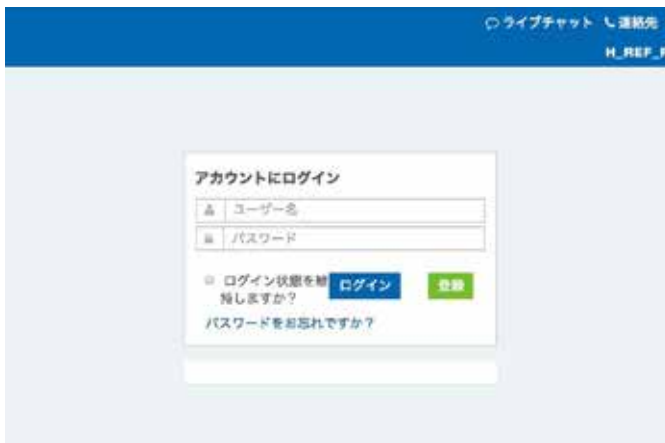 ライブチャット 連絡先
H_REF_
アカウントにログイン
ユーザー名
パスワード
ログイン状態を維
持しますか？
ログイン
登録
パスワードをお忘れですか？